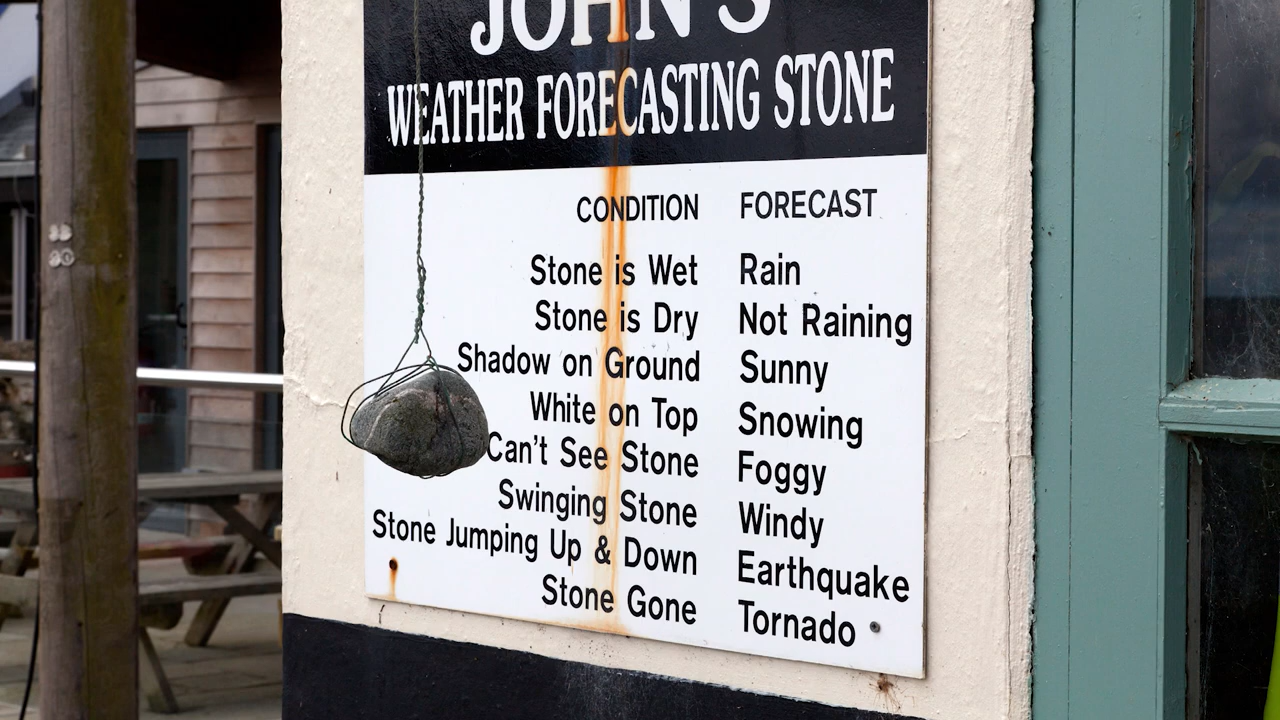 JOHN'S
WEATHER FORECASTING STONE
CONDITION FORECAST
Stone is Wet Rain
Stone is Dry Not Raining
Shadow on Ground Sunny
White on Top Snowing
Can't See Stone Foggy
Swinging Stone Windy
Stone Jumping Up & Down Earthquake
Stone Gone Tornado